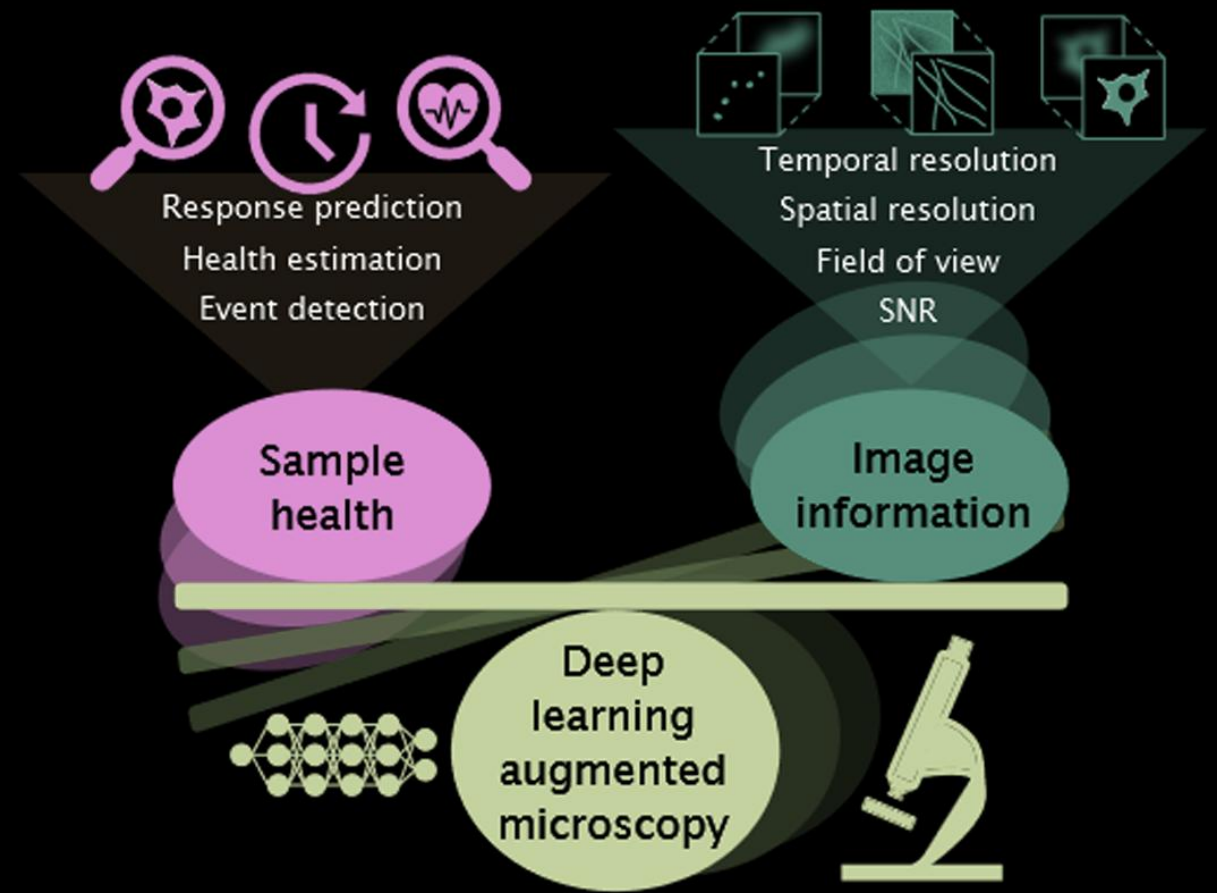 Response prediction
Health estimation
Event detection
Temporal resolution
Spatial resolution
Field of view
SNR
Sample
health
Image
information
Deep
learning
augmented
microscopy